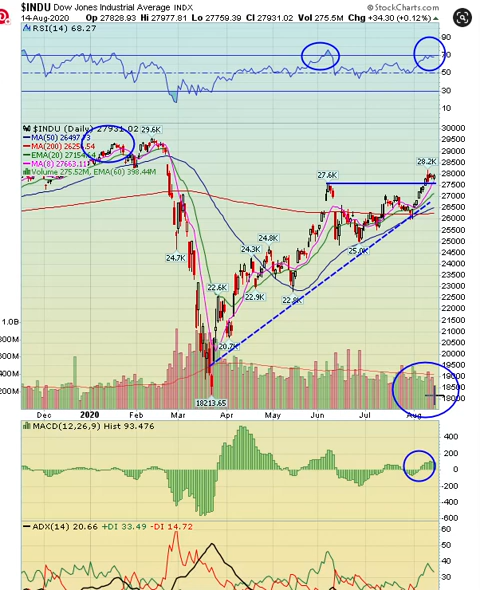 $INDU Dow Jones Industrial Average INDX
© StockCharts.com
14-Aug-2020 Op 27828.93 Hi 27977.81 Lo 27759.39 Cl 27931.02 Vol 275.5M Chg +34.30 (+0.12%)
RSI(14) 68.27
90
70
50
30
10
$INDU (Daily) 27931.02
MA(50) 26497.73
MA(200) 26254.54
EMA(20) 27154.64
MA(8) 27663.11
Volume 275.52M, EMA(60) 398.44M
29.6K
28.2K
27.6K
24.7K
24.3K
24.8K
25.0K
22.6K
22.9K
20.7K
18213.65
30000
29500
29000
28500
28000
27500
27000
26500
26000
25500
25000
24500
24000
23500
23000
22500
22000
21500
21000
20500
20000
19500
19000
18500
18000
1.0B
800M
600M
400M
200M
Dec 2020 Feb Mar Apr May Jun Jul Aug
MACD(12,26,9) Hist 93.476
400
200
0
-200
-400
-600
ADX(14) 20.66 +DI 33.49 -DI 14.72
60
50
40
30